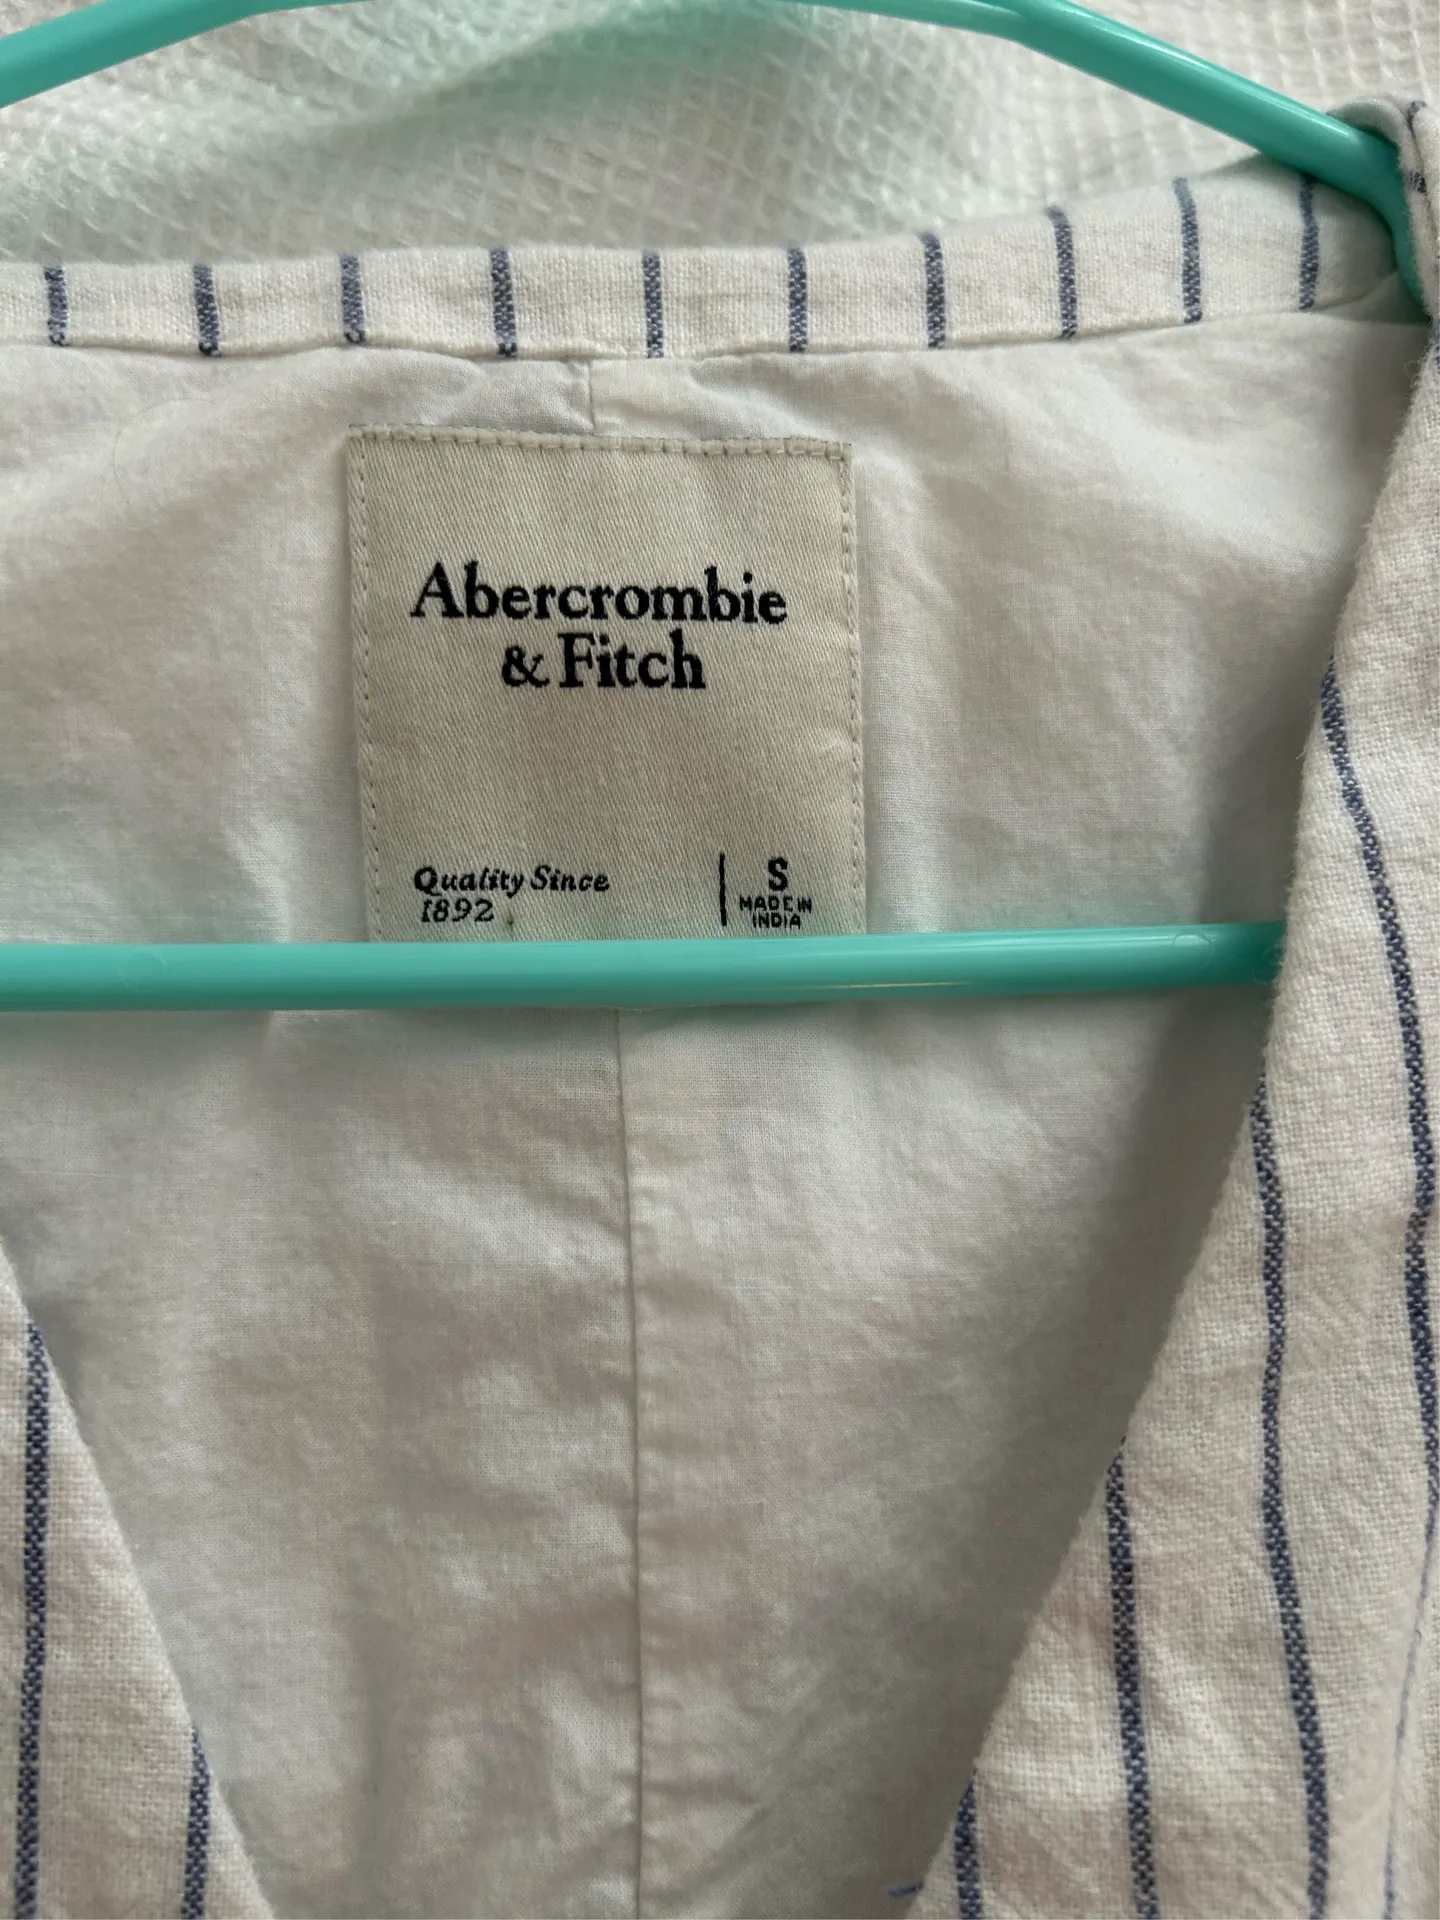 Abercrombie
& Fitch
Quality Since
1892
S
MADE IN
INDIA